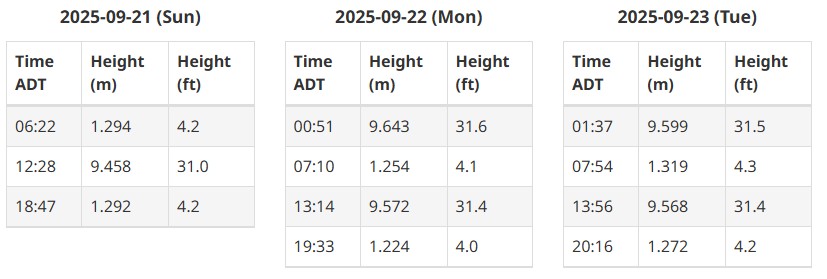 2025-09-21 (Sun)
Time ADT Height (m) Height (ft)
06:22 1.294 4.2
12:28 9.458 31.0
18:47 1.292 4.2
2025-09-22 (Mon)
Time ADT Height (m) Height (ft)
00:51 9.643 31.6
07:10 1.254 4.1
13:14 9.572 31.4
19:33 1.224 4.0
2025-09-23 (Tue)
Time ADT Height (m) Height (ft)
01:37 9.599 31.5
07:54 1.319 4.3
13:56 9.568 31.4
20:16 1.272 4.2